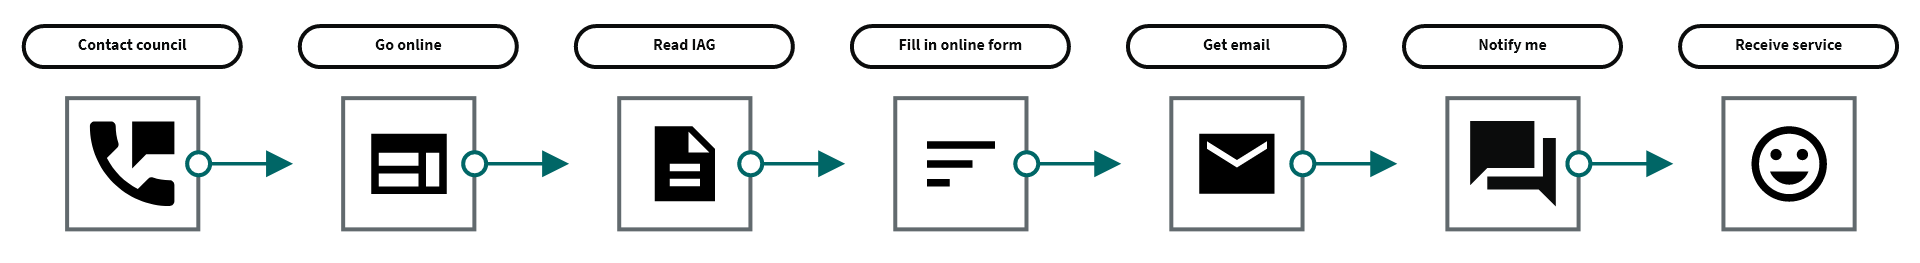 Contact council
Go online
Read IAG
Fill in online form
Get email
Notify me
Receive service